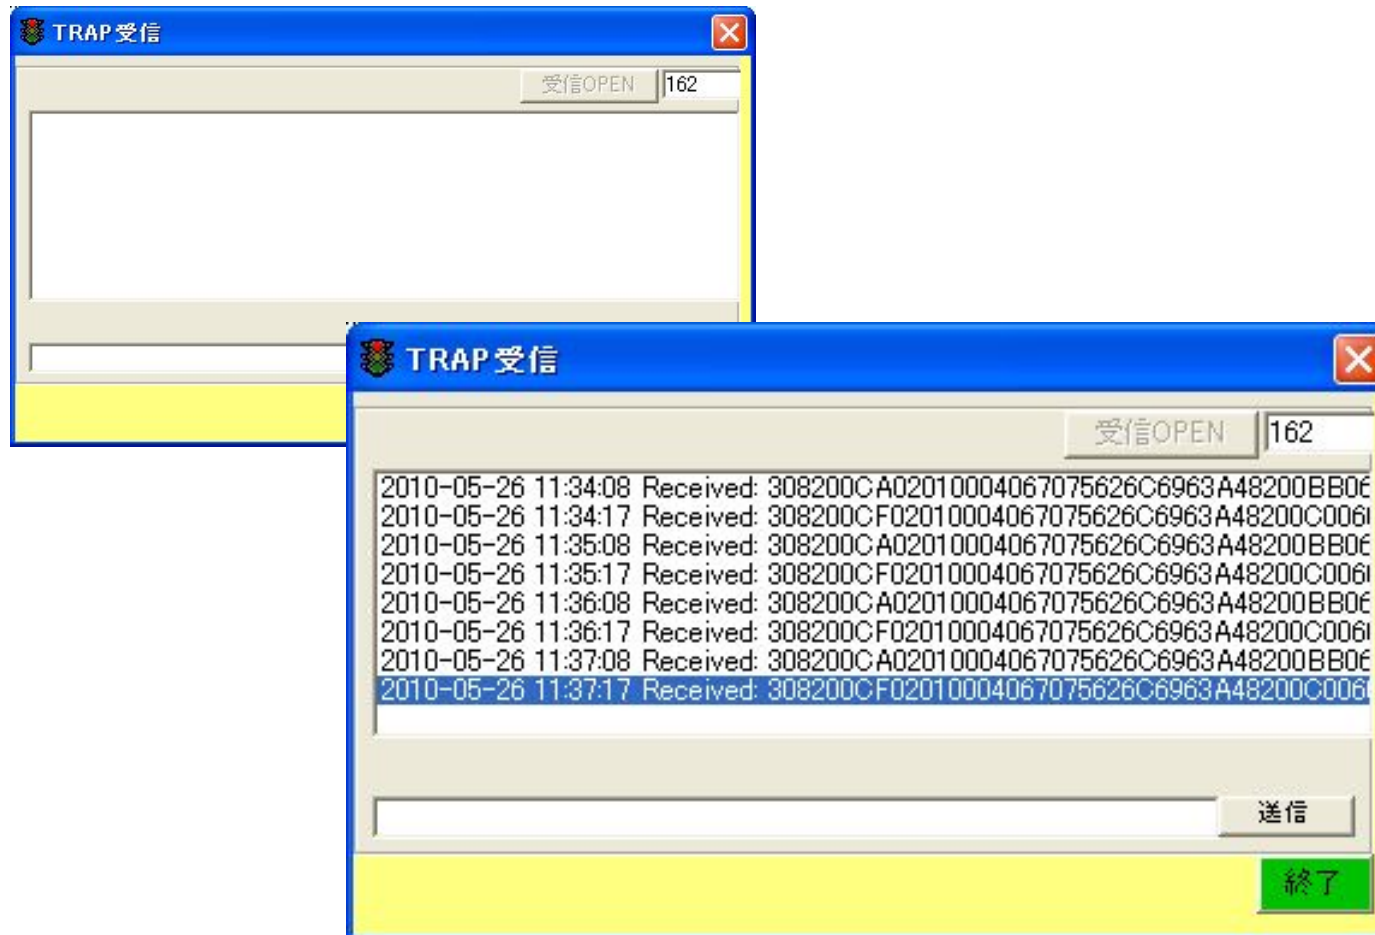 TRAP受信
受信OPEN 162
TRAP受信
受信OPEN 162
2010-05-26 11:34:08 Received: 308200CA02010004067075626C6963A48200BB06
2010-05-26 11:34:17 Received: 308200CF02010004067075626C6963A48200C006
2010-05-26 11:35:08 Received: 308200CA02010004067075626C6963A48200BB06
2010-05-26 11:35:17 Received: 308200CF02010004067075626C6963A48200C006
2010-05-26 11:36:08 Received: 308200CA02010004067075626C6963A48200BB06
2010-05-26 11:36:17 Received: 308200CF02010004067075626C6963A48200C006
2010-05-26 11:37:08 Received: 308200CA02010004067075626C6963A48200BB06
2010-05-26 11:37:17 Received: 308200CF02010004067075626C6963A48200C006
送信
終了